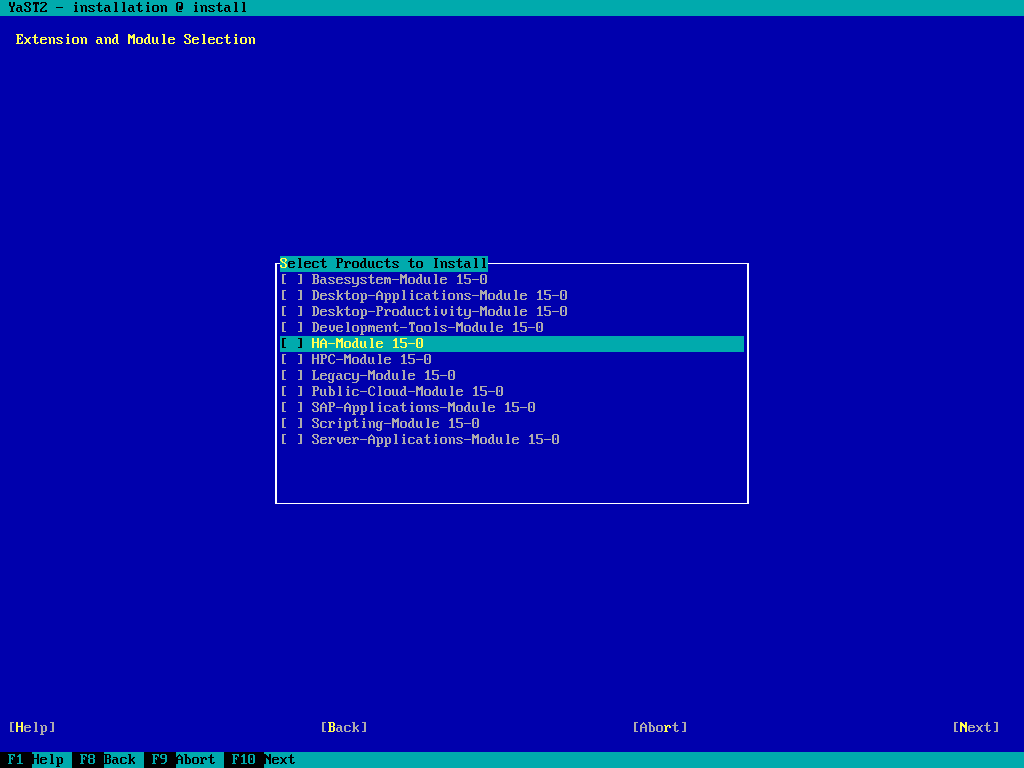 YaST2 - installation @ install
Extension and Module Selection
Select Products to Install
[ ] Basesystem-Module 15-0
[ ] Desktop-Applications-Module 15-0
[ ] Desktop-Productivity-Module 15-0
[ ] Development-Tools-Module 15-0
[ ] HA-Module 15-0
[ ] HPC-Module 15-0
[ ] Legacy-Module 15-0
[ ] Public-Cloud-Module 15-0
[ ] SAP-Applications-Module 15-0
[ ] Scripting-Module 15-0
[ ] Server-Applications-Module 15-0
[Help] [Back] [Abort] [Next]
F1 Help F8 Back F9 Abort F10 Next